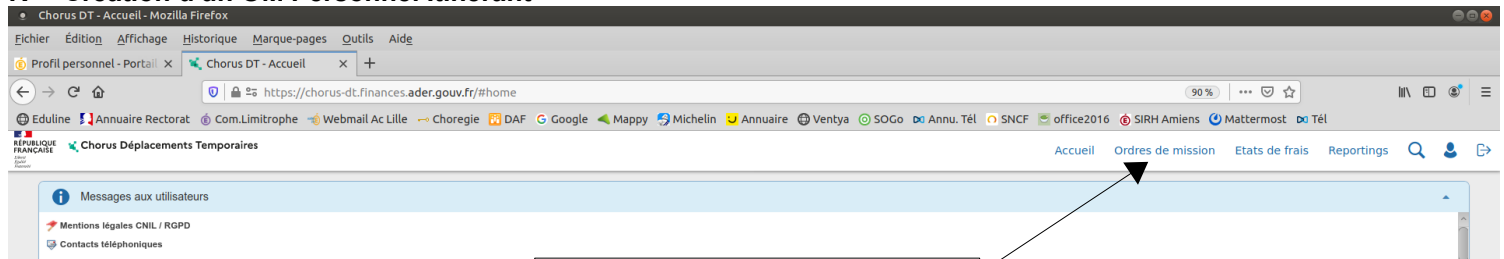 Chorus DT - Accueil - Mozilla Firefox
Fichier Édition Affichage Historique Marque-pages Outils Aide
Profil personnel - Portail Chorus DT - Accueil
https://chorus-dt.finances.ader.gouv.fr/#home 90 %
Eduline Annuaire Rectorat Com.Limitrophe Webmail Ac Lille Choregie DAF Google Mappy Michelin Annuaire Ventya SOGo Annu. Tél SNCF office2016 SIRH Amiens Mattermost Tél
RÉPUBLIQUE
FRANÇAISE
Chorus Déplacements Temporaires
Accueil Ordres de mission Etats de frais Reportings
Messages aux utilisateurs
Mentions légales CNIL / RGPD
Contacts téléphoniques